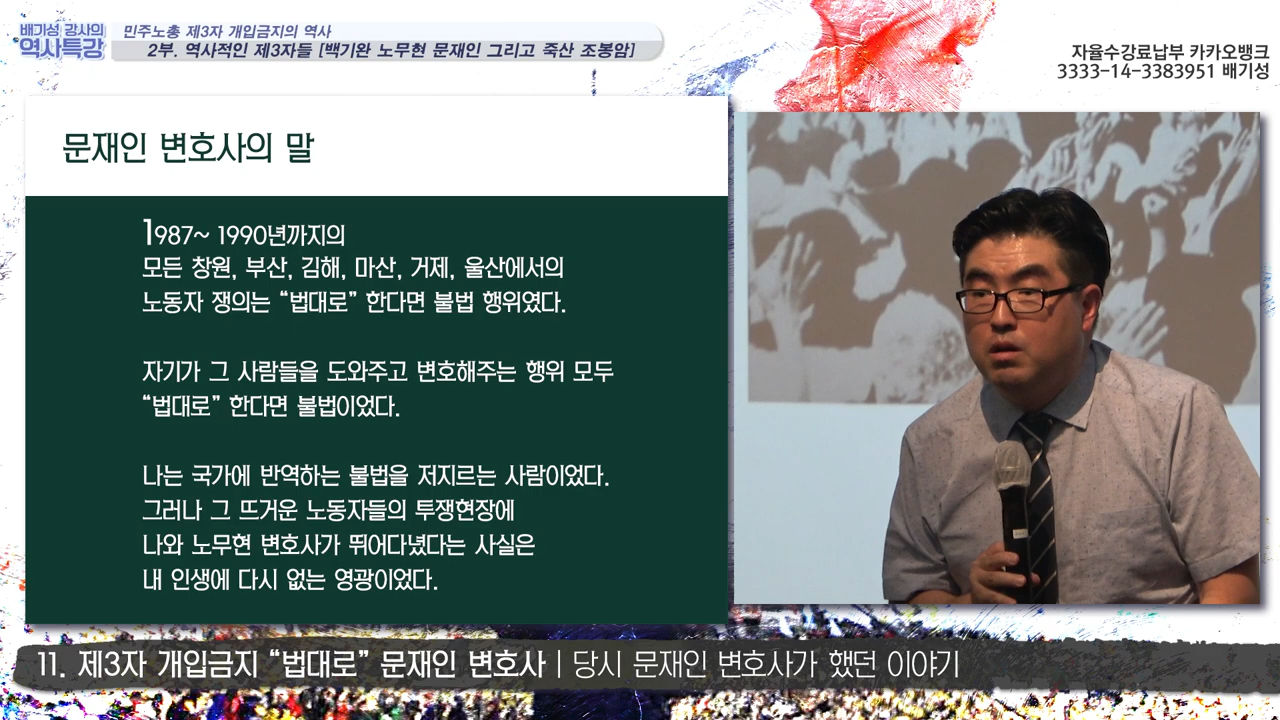 배기성 강사의
역사특강
민주노총 제3자 개입금지의 역사
2부. 역사적인 제3자들 [백기완 노무현 문재인 그리고 죽산 조봉암]
자율수강료납부 카카오뱅크
3333-14-3383951 배기성
문재인 변호사의 말
1987~ 1990년까지의
모든 창원, 부산, 김해, 마산, 거제, 울산에서의
노동자 쟁의는 “법대로” 한다면 불법 행위였다.
자기가 그 사람들을 도와주고 변호해주는 행위 모두
“법대로” 한다면 불법이었다.
나는 국가에 반역하는 불법을 저지르는 사람이었다.
그러나 그 뜨거운 노동자들의 투쟁현장에
나와 노무현 변호사가 뛰어다녔다는 사실은
내 인생에 다시 없는 영광이었다.
11. 제3자 개입금지 “법대로” 문재인 변호사 | 당시 문재인 변호사가 했던 이야기